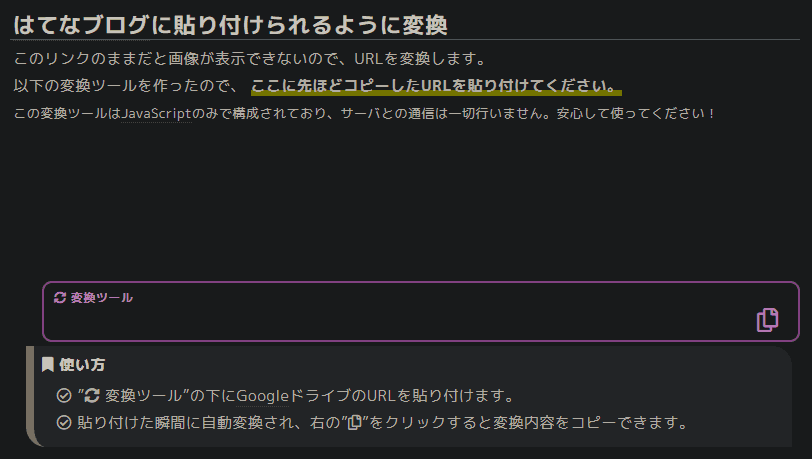 はてなブログに貼り付けられるように変換
このリンクのままだと画像が表示できないので、URLを変換します。
以下の変換ツールを作ったので、 ここに先ほどコピーしたURLを貼り付けてください。
この変換ツールはJavaScriptのみで構成されており、サーバとの通信は一切行いません。安心して使ってください！
変換ツール
使い方
”変換ツール”の下にGoogleドライブのURLを貼り付けます。
貼り付けた瞬間に自動変換され、右の””をクリックすると変換内容をコピーできます。